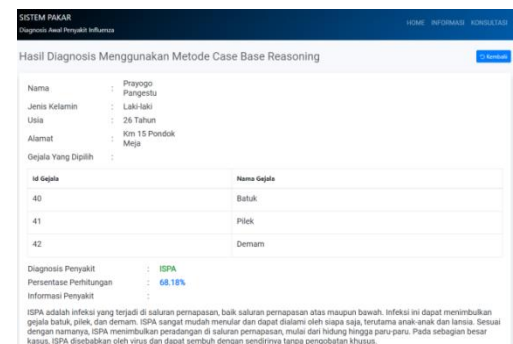 SISTEM PAKAR
Diagnosis Awal Penyakit Influenza
HOME INFORMASI KONSULTASI
Hasil Diagnosis Menggunakan Metode Case Base Reasoning
Kembali
Nama : Prayogo
Pangestu
Jenis Kelamin : Laki-laki
Usia : 26 Tahun
Alamat : Km 15 Pondok
Meja
Gejala Yang Dipilih :
Id Gejala Nama Gejala
40 Batuk
41 Pilek
42 Demam
Diagnosis Penyakit : ISPA
Persentase Perhitungan : 68.18%
Informasi Penyakit :
ISPA adalah infeksi yang terjadi di saluran pernapasan, baik saluran pernapasan atas maupun bawah. Infeksi ini dapat menimbulkan
gejala batuk, pilek, dan demam. ISPA sangat mudah menular dan dapat dialami oleh siapa saja, terutama anak-anak dan lansia. Sesuai
dengan namanya, ISPA menimbulkan peradangan di saluran pernapasan, mulai dari hidung hingga paru-paru. Pada sebagian besar
kasus, ISPA disebabkan oleh virus dan dapat sembuh dengan sendirinya tanpa pengobatan khusus.